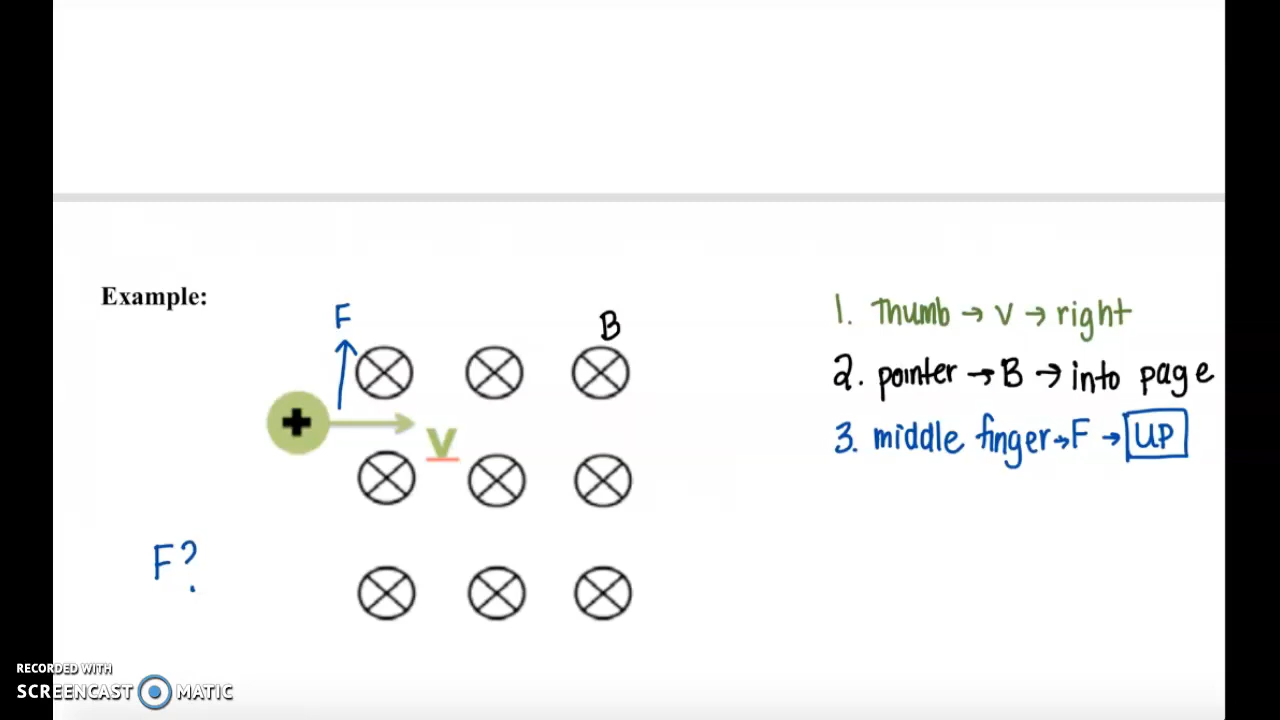 Example:
F
B
1. Thumb → v → right
2. pointer → B → into page
3. middle finger → F → UP
+
v
F?
RECORDED WITH
SCREENCAST MATIC